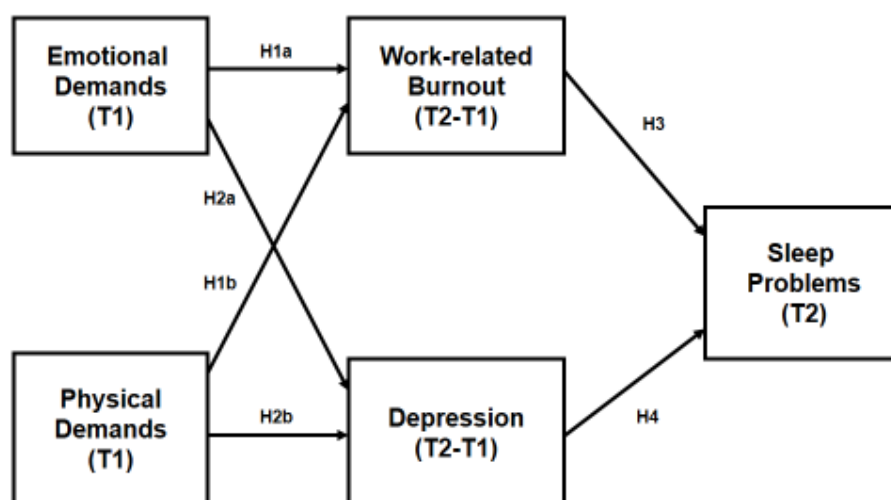 Emotional
Demands
(T1)
H1a
Work-related
Burnout
(T2-T1)
H3
H2a
H1b
Sleep
Problems
(T2)
Physical
Demands
(T1)
H2b
Depression
(T2-T1)
H4